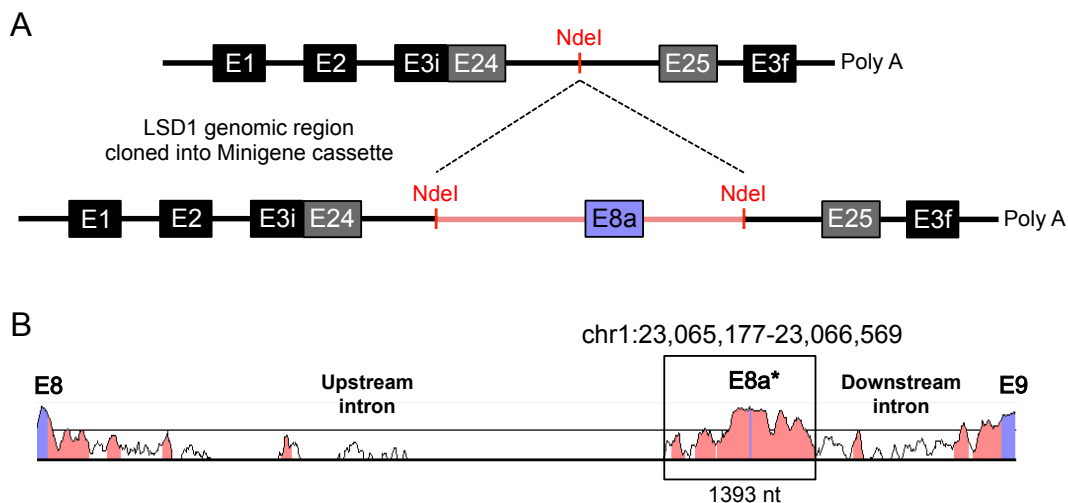 A
NdeI
E1 E2 E3i E24 E25 E3f Poly A
LSD1 genomic region
cloned into Minigene cassette
NdeI NdeI
E1 E2 E3i E24 E8a E25 E3f Poly A
B
chr1:23,065,177-23,066,569
E8 Upstream intron E8a* Downstream intron E9
1393 nt